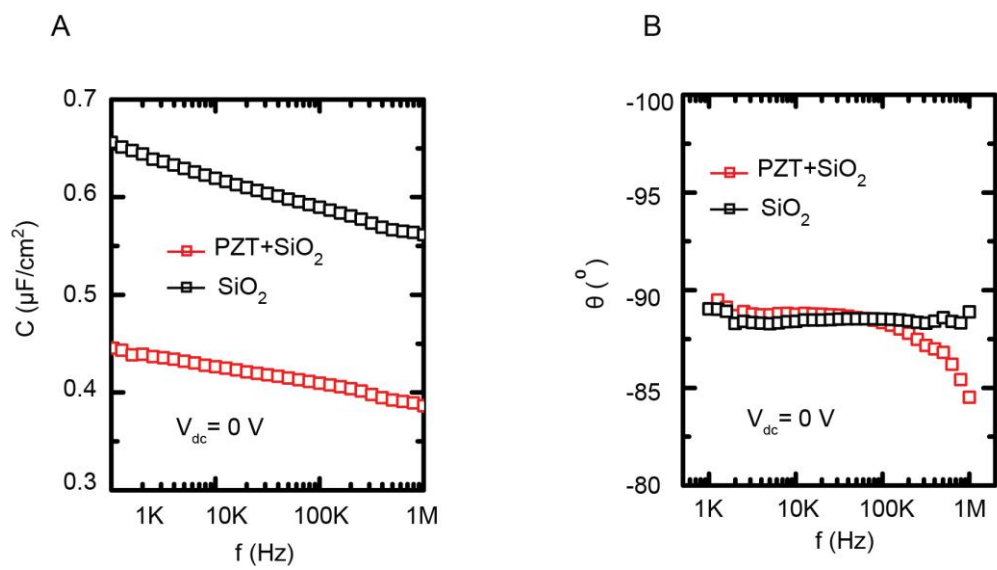 A
0.7
0.6
0.5
0.4
0.3
C (µF/cm²)
PZT+SiO₂
SiO₂
V_dc= 0 V
1K 10K 100K 1M
f (Hz)
B
-100
-95
-90
-85
-80
θ (°)
PZT+SiO₂
SiO₂
V_dc= 0 V
1K 10K 100K 1M
f (Hz)